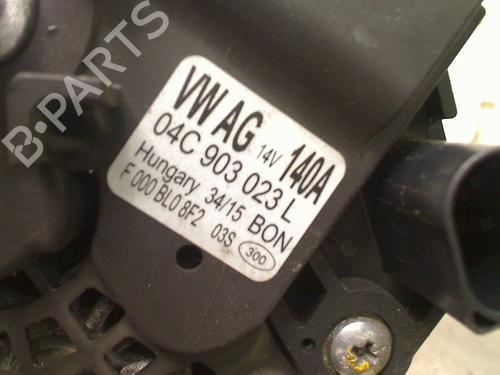 B-PARTS
VW AG 14V 140A
04C 903 023 L
Hungary 34/15 BON
F 000 BL0 8F2 03S 300